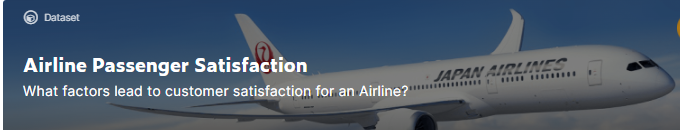 Dataset
Airline Passenger Satisfaction
JAPAN AIRLINES
What factors lead to customer satisfaction for an Airline?